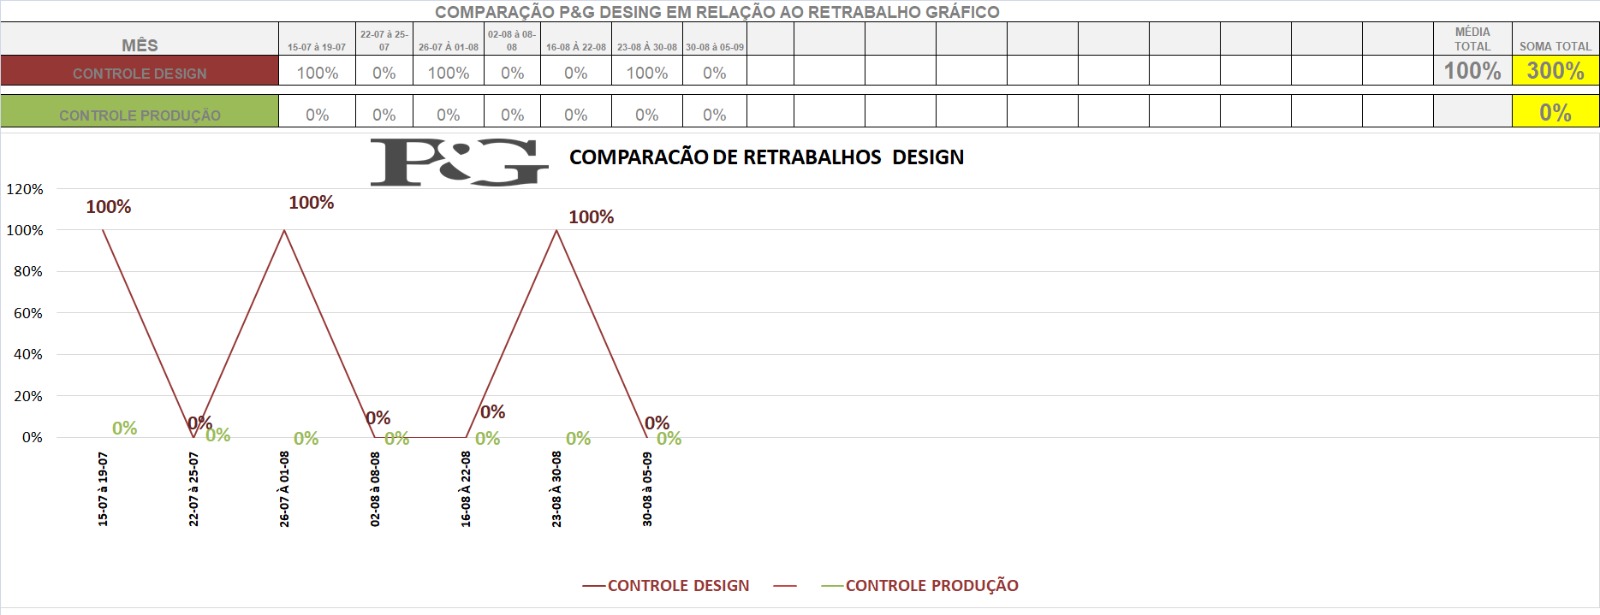 COMPARAÇÃO P&G DESING EM RELAÇÃO AO RETRABALHO GRÁFICO
MÊS 15-07 à 19-07 22-07 à 25-07 26-07 À 01-08 02-08 à 08-08 16-08 À 22-08 23-08 À 30-08 30-08 à 05-09 MÉDIA TOTAL SOMA TOTAL
CONTROLE DESIGN 100% 0% 100% 0% 0% 100% 0% 100% 300%
CONTROLE PRODUÇÃO 0% 0% 0% 0% 0% 0% 0% 0%
P&G COMPARACÃO DE RETRABALHOS DESIGN
120%
100%
80%
60%
40%
20%
0%
100% 0% 100% 0% 0% 100% 0%
0% 0% 0% 0% 0% 0% 0%
15-07 à 19-07
22-07 à 25-07
26-07 À 01-08
02-08 à 08-08
16-08 À 22-08
23-08 À 30-08
30-08 à 05-09
CONTROLE DESIGN CONTROLE PRODUÇÃO